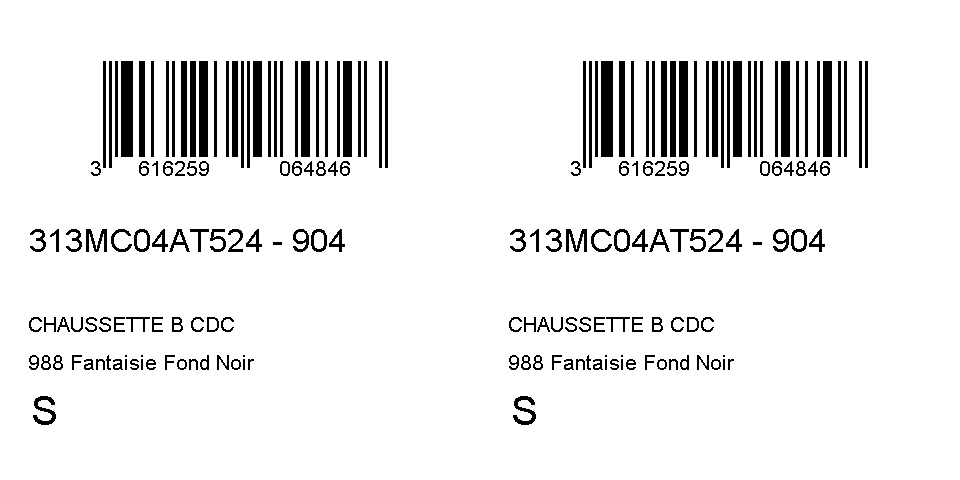 3 616259 064846
313MC04AT524 - 904
CHAUSSETTE B CDC
988 Fantaisie Fond Noir
S
3 616259 064846
313MC04AT524 - 904
CHAUSSETTE B CDC
988 Fantaisie Fond Noir
S